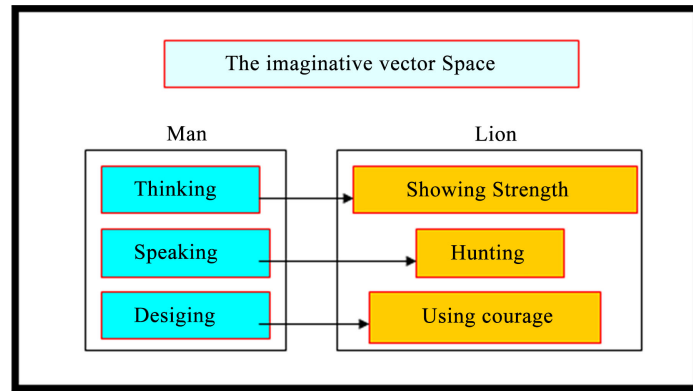 The imaginative vector Space
Man
Lion
Thinking
Showing Strength
Speaking
Hunting
Desiging
Using courage